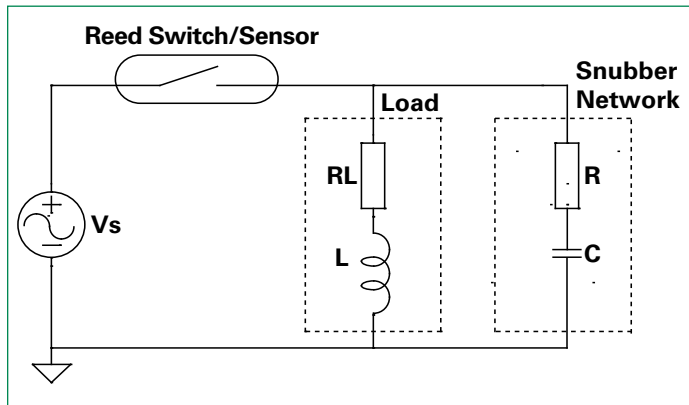 Reed Switch/Sensor
Snubber
Network
Load
RL
R
Vs
L
C